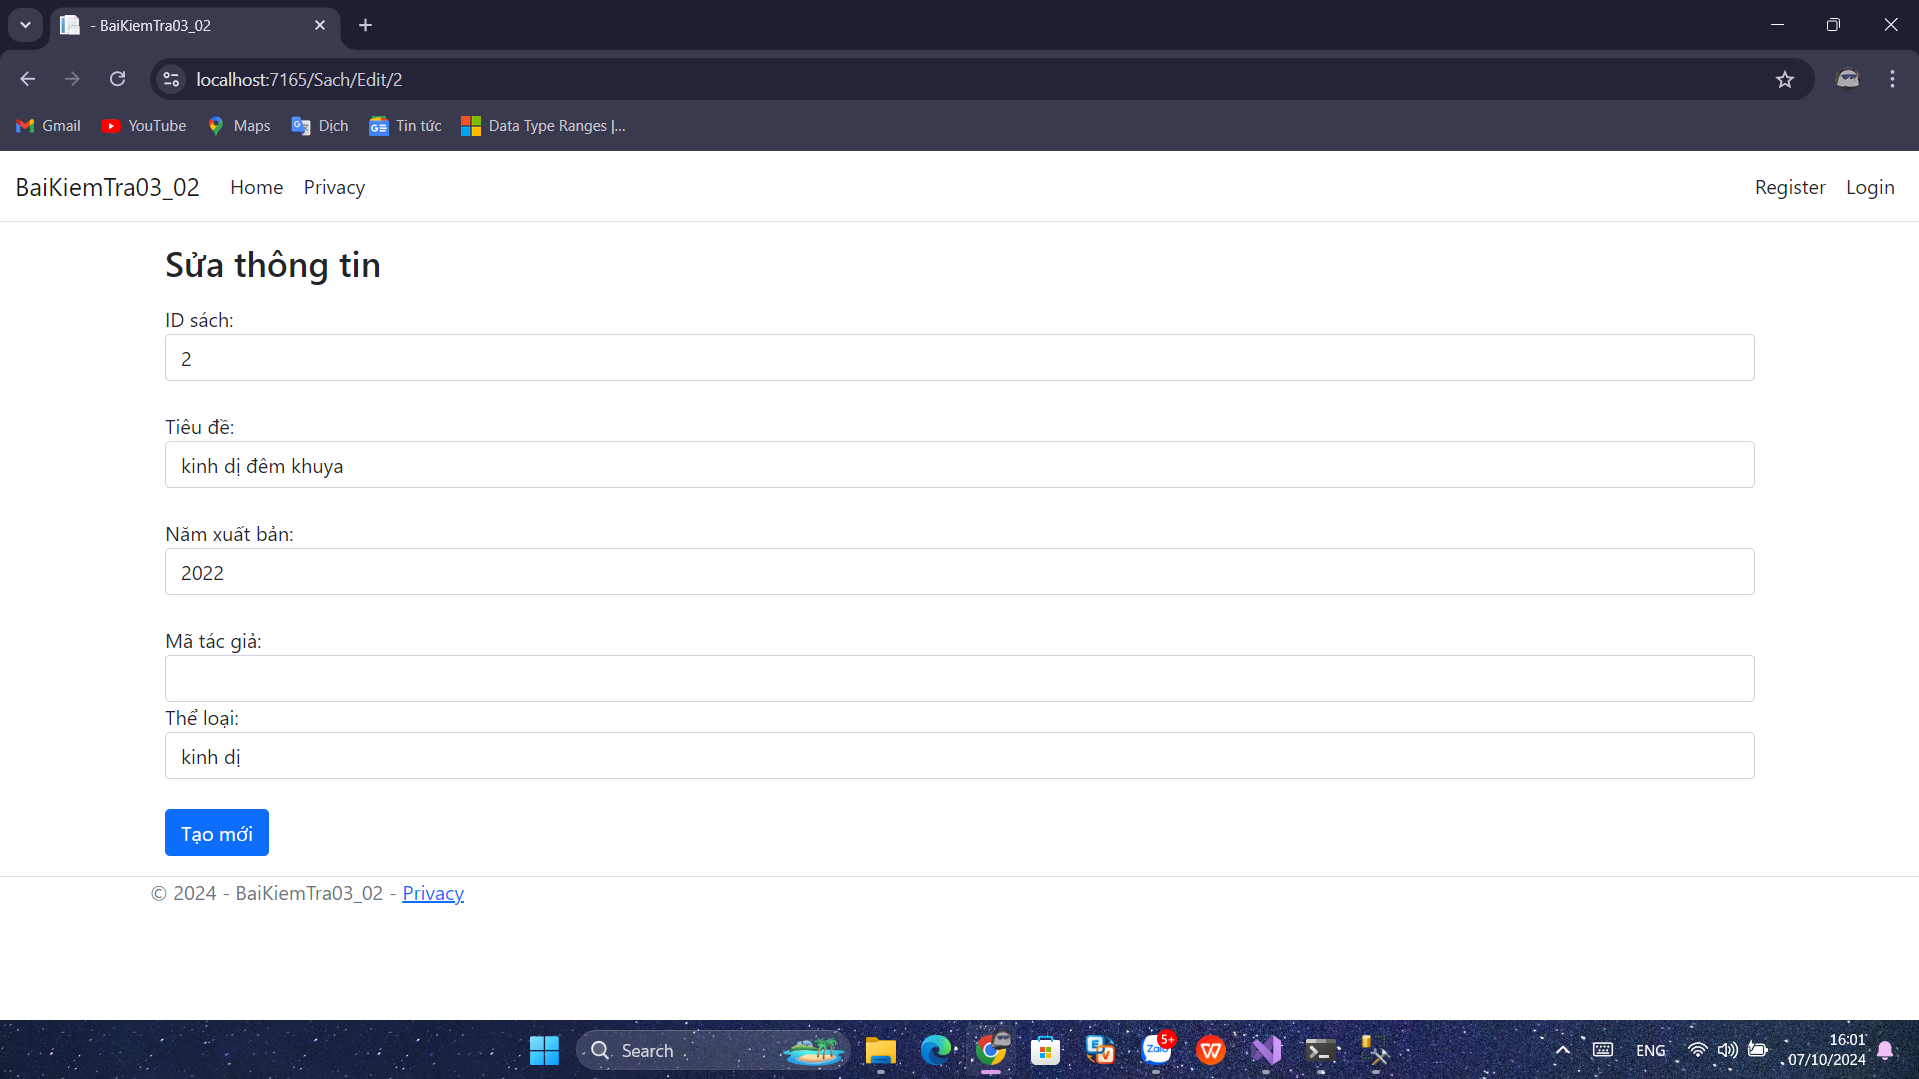 - BaiKiemTra03_02
localhost:7165/Sach/Edit/2
Gmail YouTube Maps Dịch Tin tức Data Type Ranges |...
BaiKiemTra03_02 Home Privacy Register Login
Sửa thông tin
ID sách:
2
Tiêu đề:
kinh dị đêm khuya
Năm xuất bản:
2022
Mã tác giả:
Thể loại:
kinh dị
Tạo mới
© 2024 - BaiKiemTra03_02 - Privacy
Search Zalo 5+ ENG 16:01
07/10/2024